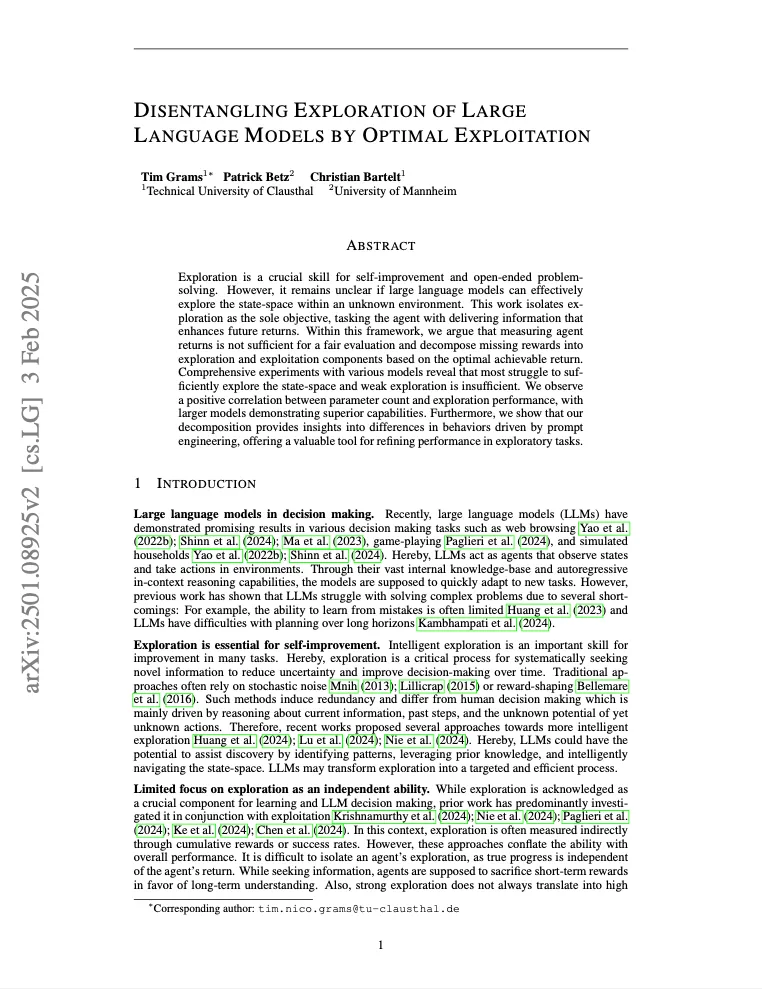 DISENTANGLING EXPLORATION OF LARGE
LANGUAGE MODELS BY OPTIMAL EXPLOITATION
Tim Grams1* Patrick Betz2 Christian Bartelt1
1Technical University of Clausthal 2University of Mannheim
ABSTRACT
Exploration is a crucial skill for self-improvement and open-ended problem-
solving. However, it remains unclear if large language models can effectively
explore the state-space within an unknown environment. This work isolates ex-
ploration as the sole objective, tasking the agent with delivering information that
enhances future returns. Within this framework, we argue that measuring agent
returns is not sufficient for a fair evaluation and decompose missing rewards into
exploration and exploitation components based on the optimal achievable return.
Comprehensive experiments with various models reveal that most struggle to suf-
ficiently explore the state-space and weak exploration is insufficient. We observe
a positive correlation between parameter count and exploration performance, with
larger models demonstrating superior capabilities. Furthermore, we show that our
decomposition provides insights into differences in behaviors driven by prompt
engineering, offering a valuable tool for refining performance in exploratory tasks.
1 INTRODUCTION
Large language models in decision making. Recently, large language models (LLMs) have
demonstrated promising results in various decision making tasks such as web browsing Yao et al.
(2022b); Shinn et al. (2024); Ma et al. (2023), game-playing Paglieri et al. (2024), and simulated
households Yao et al. (2022b); Shinn et al. (2024). Hereby, LLMs act as agents that observe states
and take actions in environments. Through their vast internal knowledge-base and autoregressive
in-context reasoning capabilities, the models are supposed to quickly adapt to new tasks. However,
previous work has shown that LLMs struggle with solving complex problems due to several short-
comings: For example, the ability to learn from mistakes is often limited Huang et al. (2023) and
LLMs have difficulties with planning over long horizons Kambhampati et al. (2024).
Exploration is essential for self-improvement. Intelligent exploration is an important skill for
improvement in many tasks. Hereby, exploration is a critical process for systematically seeking
novel information to reduce uncertainty and improve decision-making over time. Traditional ap-
proaches often rely on stochastic noise Mnih (2013); Lillicrap (2015) or reward-shaping Bellemare
et al. (2016). Such methods induce redundancy and differ from human decision making which is
mainly driven by reasoning about current information, past steps, and the unknown potential of yet
unknown actions. Therefore, recent works proposed several approaches towards more intelligent
exploration Huang et al. (2024); Lu et al. (2024); Nie et al. (2024). Hereby, LLMs could have the
potential to assist discovery by identifying patterns, leveraging prior knowledge, and intelligently
navigating the state-space. LLMs may transform exploration into a targeted and efficient process.
Limited focus on exploration as an independent ability. While exploration is acknowledged as
a crucial component for learning and LLM decision making, prior work has predominantly investi-
gated it in conjunction with exploitation Krishnamurthy et al. (2024); Nie et al. (2024); Paglieri et al.
(2024); Ke et al. (2024); Chen et al. (2024). In this context, exploration is often measured indirectly
through cumulative rewards or success rates. However, these approaches conflate the ability with
overall performance. It is difficult to isolate an agent's exploration, as true progress is independent
of the agent's return. While seeking information, agents are supposed to sacrifice short-term rewards
in favor of long-term understanding. Also, strong exploration does not always translate into high
*Corresponding author: tim.nico.grams@tu-clausthal.de
1
arXiv:2501.08925v2 [cs.LG] 3 Feb 2025